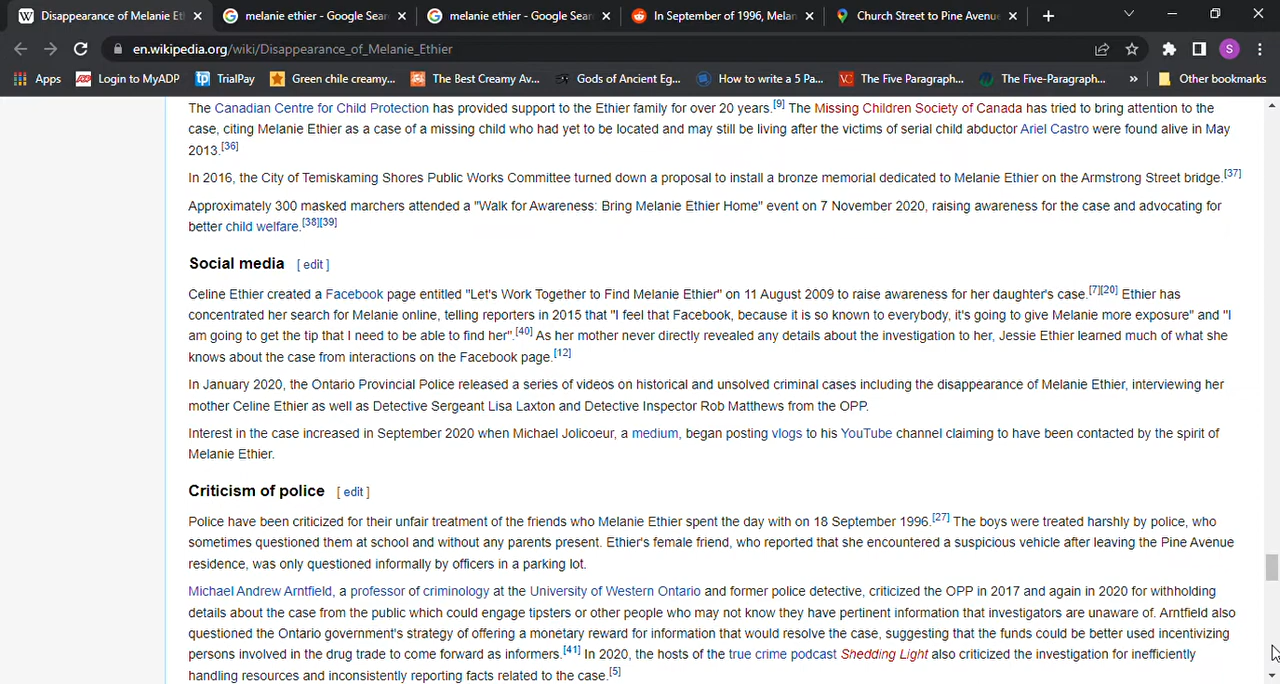 Disappearance of Melanie Et
melanie ethier - Google Sear
melanie ethier - Google Sear
In September of 1996, Melan
Church Street to Pine Avenue
en.wikipedia.org/wiki/Disappearance_of_Melanie_Ethier
S
Apps
Login to MyADP
TrialPay
Green chile creamy...
The Best Creamy Av...
Gods of Ancient Eg...
How to write a 5 Pa...
The Five Paragraph...
The Five-Paragraph...
»
Other bookmarks
The Canadian Centre for Child Protection has provided support to the Ethier family for over 20 years.[9] The Missing Children Society of Canada has tried to bring attention to the
case, citing Melanie Ethier as a case of a missing child who had yet to be located and may still be living after the victims of serial child abductor Ariel Castro were found alive in May
2013.[36]
In 2016, the City of Temiskaming Shores Public Works Committee turned down a proposal to install a bronze memorial dedicated to Melanie Ethier on the Armstrong Street bridge.[37]
Approximately 300 masked marchers attended a "Walk for Awareness: Bring Melanie Ethier Home" event on 7 November 2020, raising awareness for the case and advocating for
better child welfare.[38][39]
Social media [ edit ]
Celine Ethier created a Facebook page entitled "Let's Work Together to Find Melanie Ethier" on 11 August 2009 to raise awareness for her daughter's case.[7][20] Ethier has
concentrated her search for Melanie online, telling reporters in 2015 that "I feel that Facebook, because it is so known to everybody, it's going to give Melanie more exposure" and "I
am going to get the tip that I need to be able to find her".[40] As her mother never directly revealed any details about the investigation to her, Jessie Ethier learned much of what she
knows about the case from interactions on the Facebook page.[12]
In January 2020, the Ontario Provincial Police released a series of videos on historical and unsolved criminal cases including the disappearance of Melanie Ethier, interviewing her
mother Celine Ethier as well as Detective Sergeant Lisa Laxton and Detective Inspector Rob Matthews from the OPP.
Interest in the case increased in September 2020 when Michael Jolicoeur, a medium, began posting vlogs to his YouTube channel claiming to have been contacted by the spirit of
Melanie Ethier.
Criticism of police [ edit ]
Police have been criticized for their unfair treatment of the friends who Melanie Ethier spent the day with on 18 September 1996.[27] The boys were treated harshly by police, who
sometimes questioned them at school and without any parents present. Ethier's female friend, who reported that she encountered a suspicious vehicle after leaving the Pine Avenue
residence, was only questioned informally by officers in a parking lot.
Michael Andrew Arntfield, a professor of criminology at the University of Western Ontario and former police detective, criticized the OPP in 2017 and again in 2020 for withholding
details about the case from the public which could engage tipsters or other people who may not know they have pertinent information that investigators are unaware of. Arntfield also
questioned the Ontario government's strategy of offering a monetary reward for information that would resolve the case, suggesting that the funds could be better used incentivizing
persons involved in the drug trade to come forward as informers.[41] In 2020, the hosts of the true crime podcast Shedding Light also criticized the investigation for inefficiently
handling resources and inconsistently reporting facts related to the case.[5]